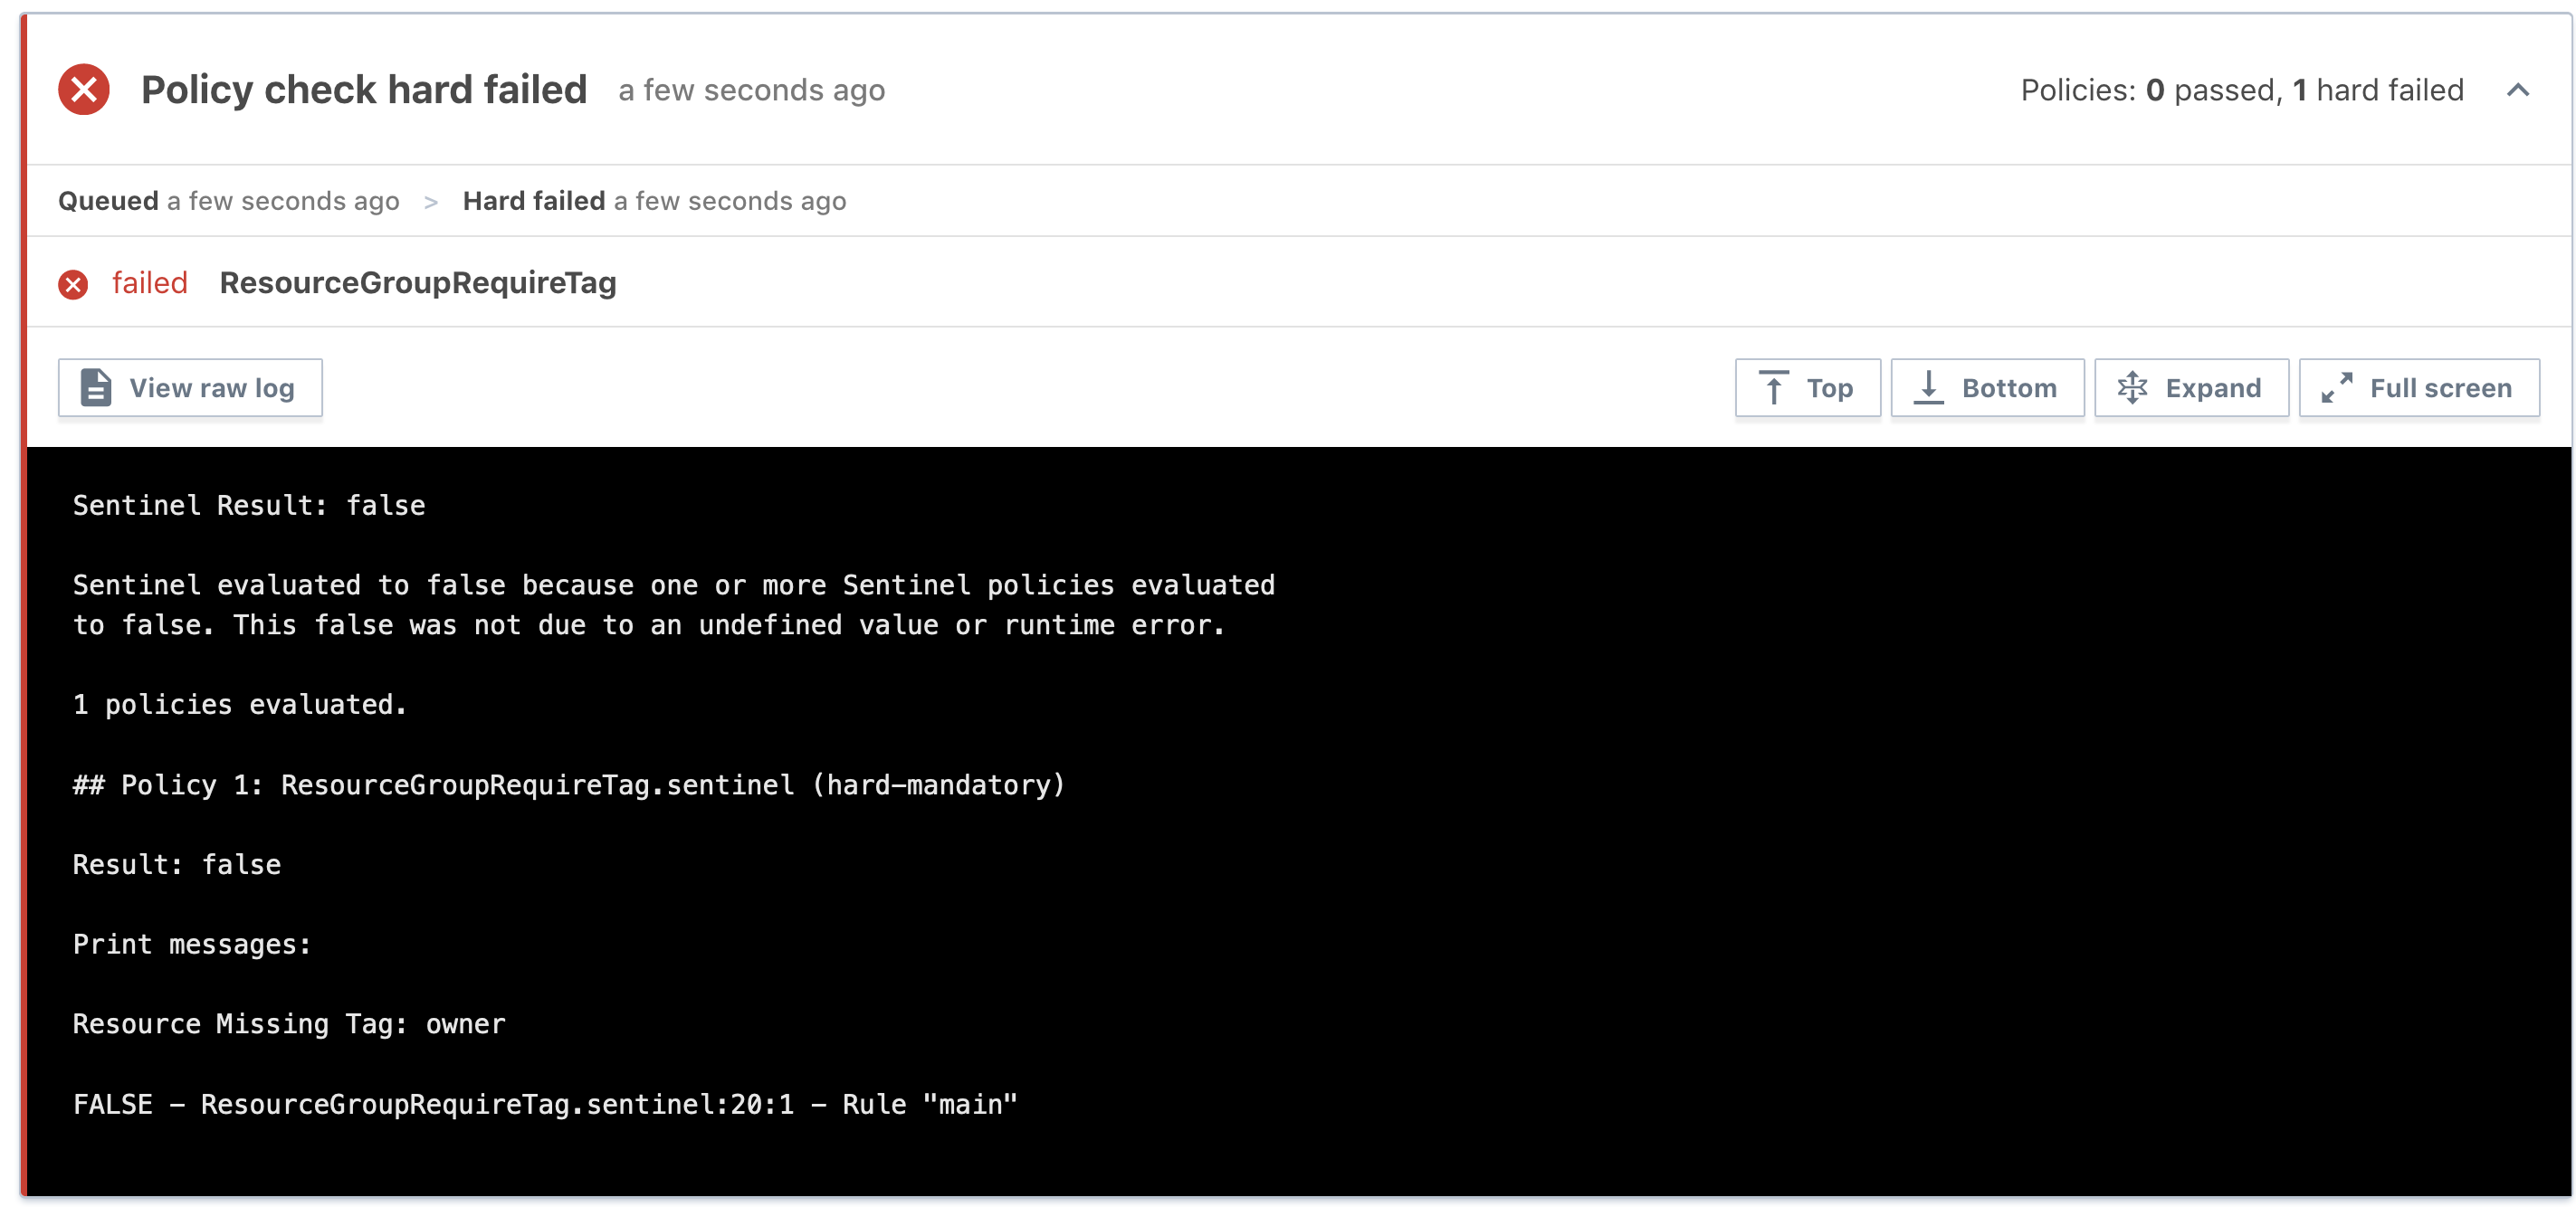 Policy check hard failed a few seconds ago Policies: 0 passed, 1 hard failed
Queued a few seconds ago > Hard failed a few seconds ago
failed ResourceGroupRequireTag
View raw log Top Bottom Expand Full screen
Sentinel Result: false
Sentinel evaluated to false because one or more Sentinel policies evaluated
to false. This false was not due to an undefined value or runtime error.
1 policies evaluated.
## Policy 1: ResourceGroupRequireTag.sentinel (hard-mandatory)
Result: false
Print messages:
Resource Missing Tag: owner
FALSE - ResourceGroupRequireTag.sentinel:20:1 - Rule "main"